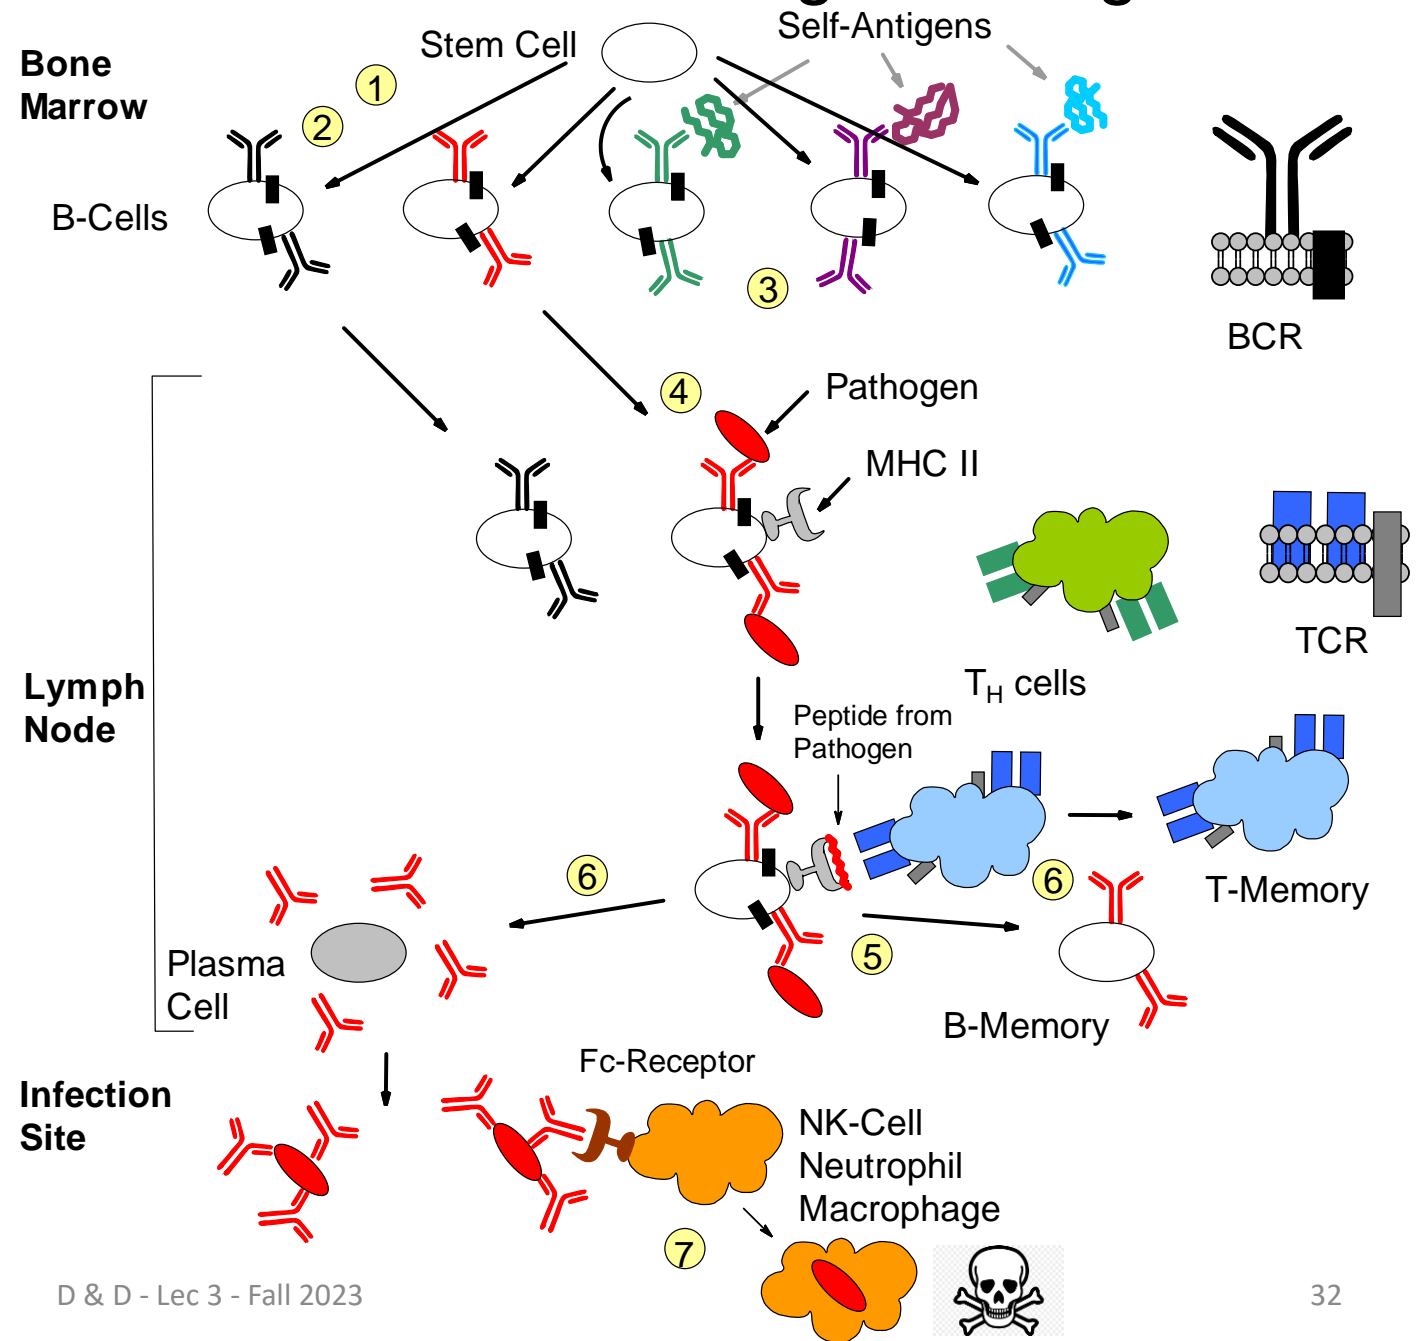 Self-Antigens
Stem Cell
Bone
Marrow
1
2
B-Cells
3
BCR
4
Pathogen
MHC II
TCR
TH cells
Lymph
Node
Peptide from
Pathogen
6
6
T-Memory
5
Plasma
Cell
B-Memory
Fc-Receptor
Infection
Site
NK-Cell
Neutrophil
Macrophage
7
D & D - Lec 3 - Fall 2023
32